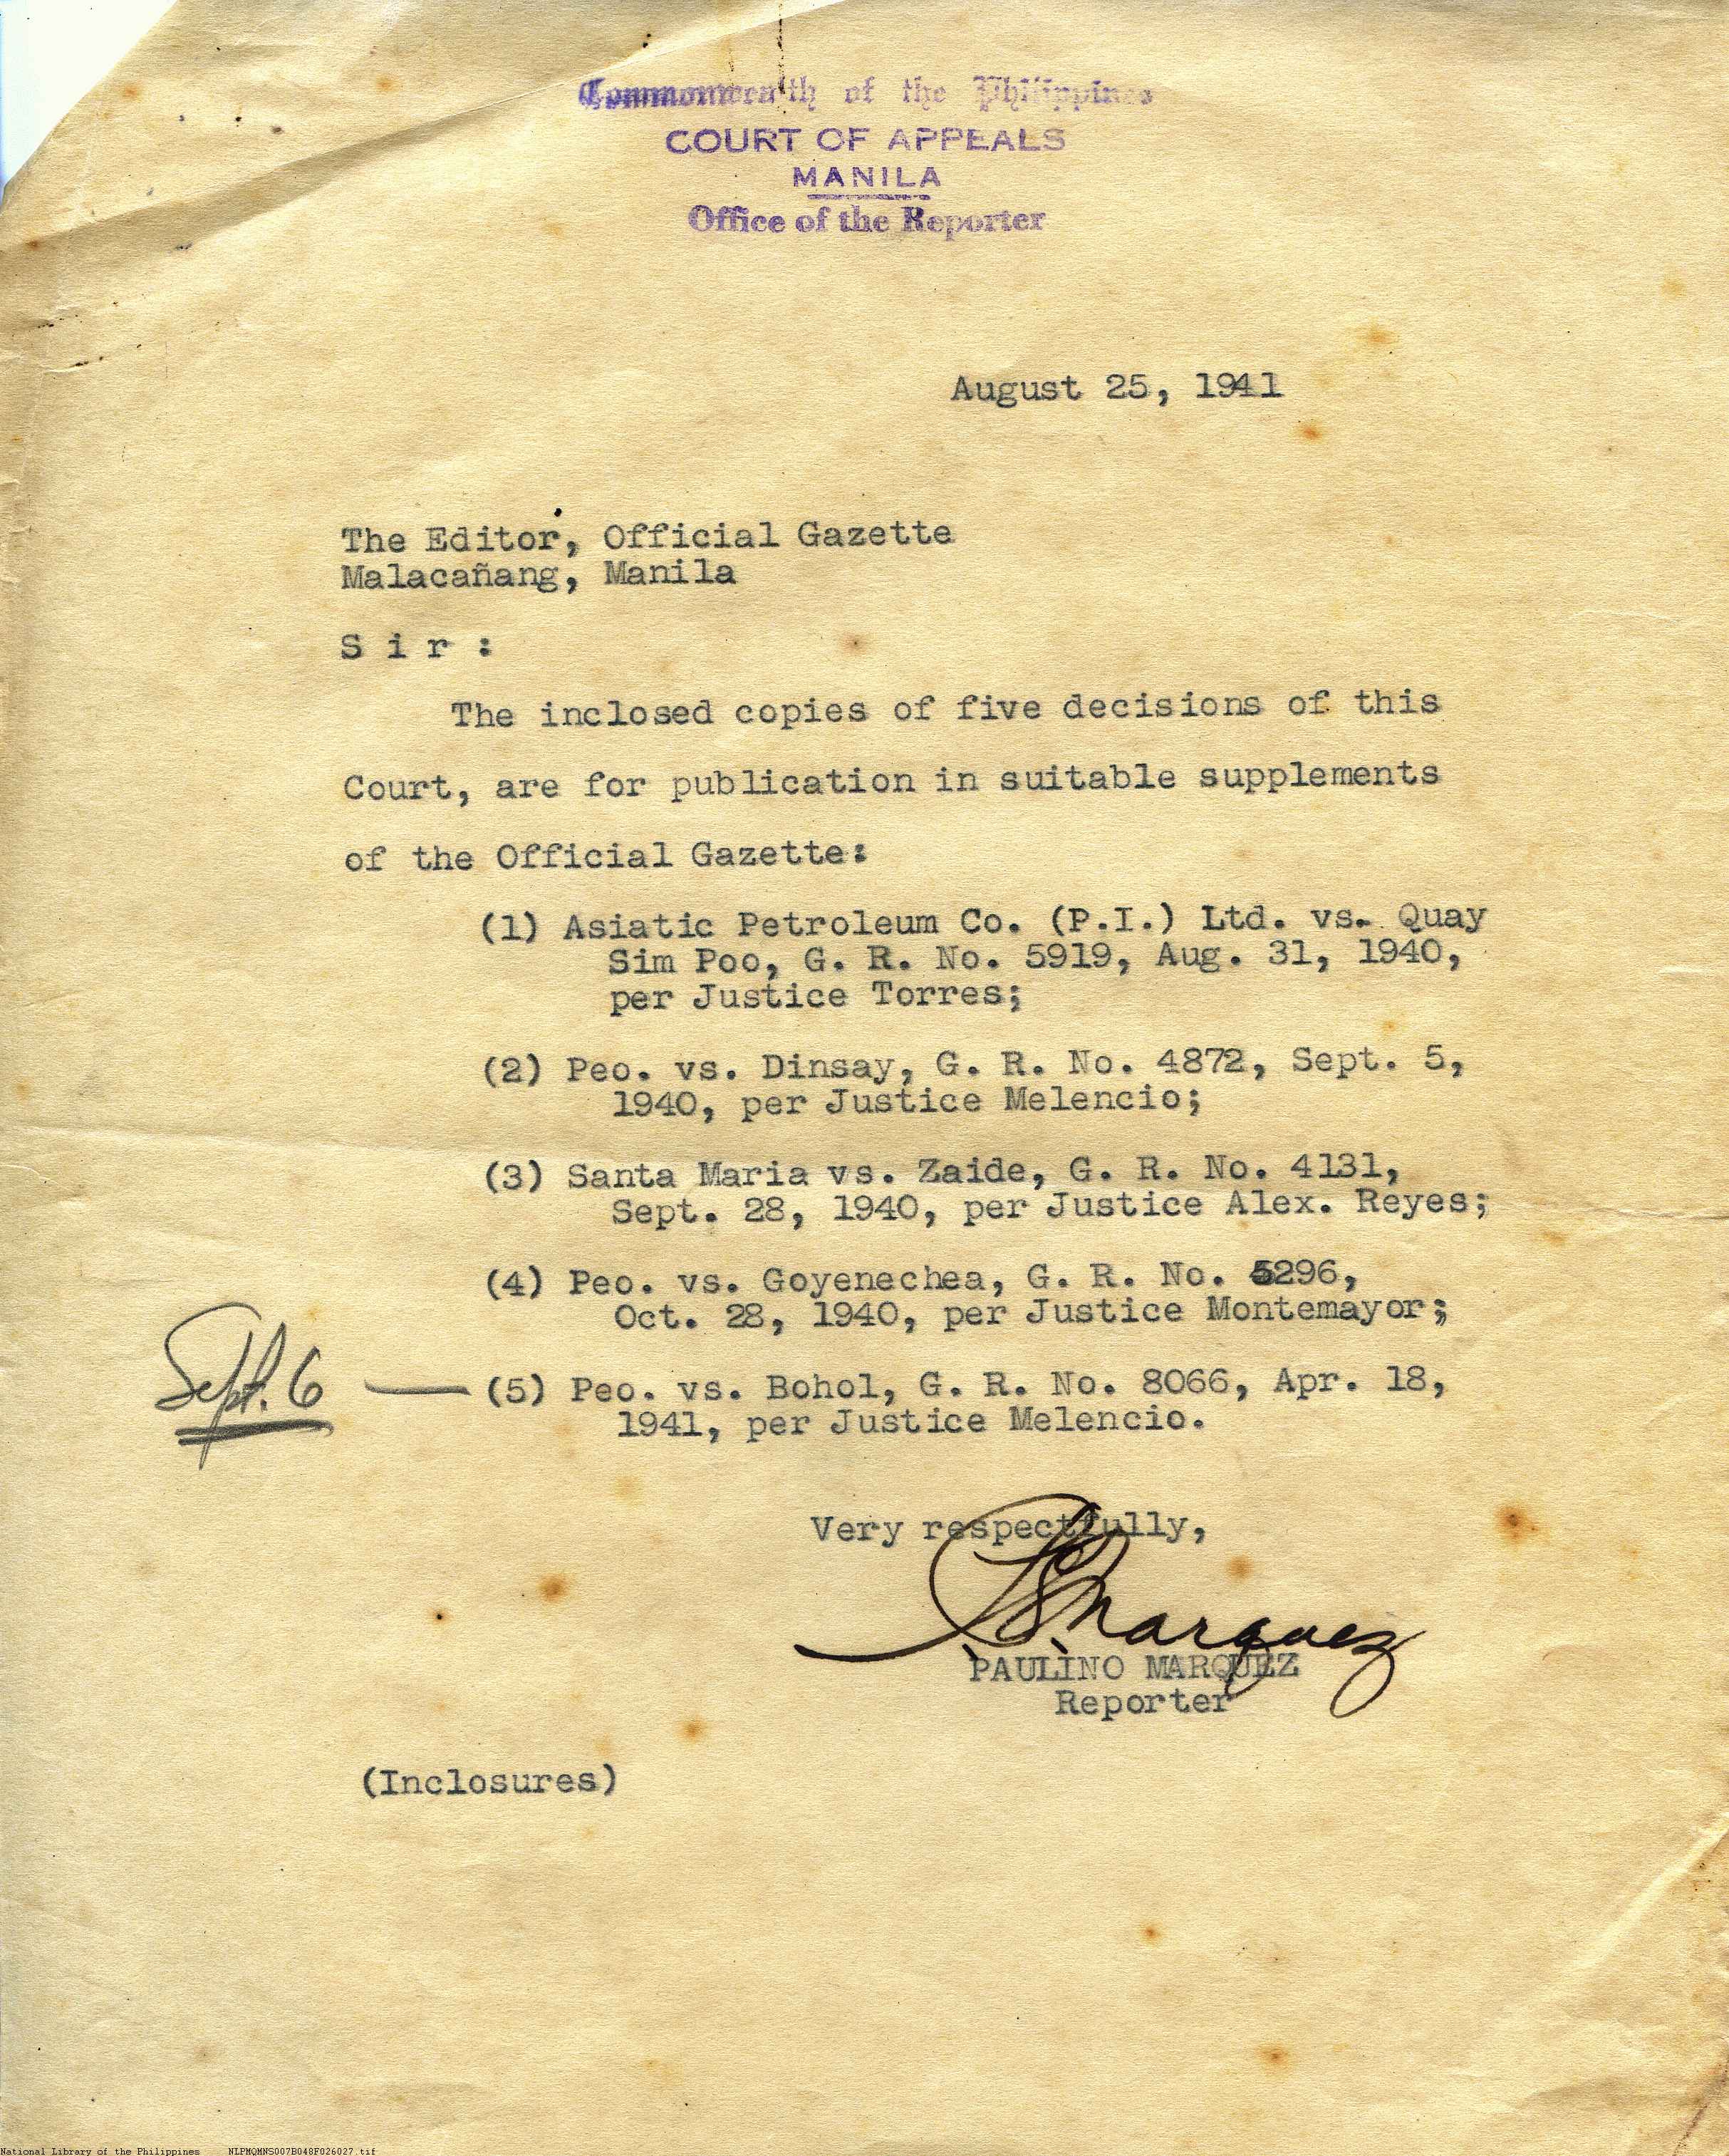 Commonwealth of the Philippines
COURT OF APPEALS
MANILA
Office of the Reporter
August 25, 1941
The Editor, Official Gazette
Malacañang, Manila
S i r :
The inclosed copies of five decisions of this
Court, are for publication in suitable supplements
of the Official Gazette:
(1) Asiatic Petroleum Co. (P.I.) Ltd. vs. Quay
Sim Poo, G. R. No. 5919, Aug. 31, 1940,
per Justice Torres;
(2) Peo. vs. Dinsay, G. R. No. 4872, Sept. 5,
1940, per Justice Melencio;
(3) Santa Maria vs. Zaide, G. R. No. 4131,
Sept. 28, 1940, per Justice Alex. Reyes;
(4) Peo. vs. Goyenechea, G. R. No. 5296,
Oct. 28, 1940, per Justice Montemayor;
Sept. 6 — (5) Peo. vs. Bohol, G. R. No. 8066, Apr. 18,
1941, per Justice Melencio.
Very respectfully,
Marquez
PAULINO MARQUEZ
Reporter
(Inclosures)
National Library of the Philippines NLPMQMNS007B048F026027.tif